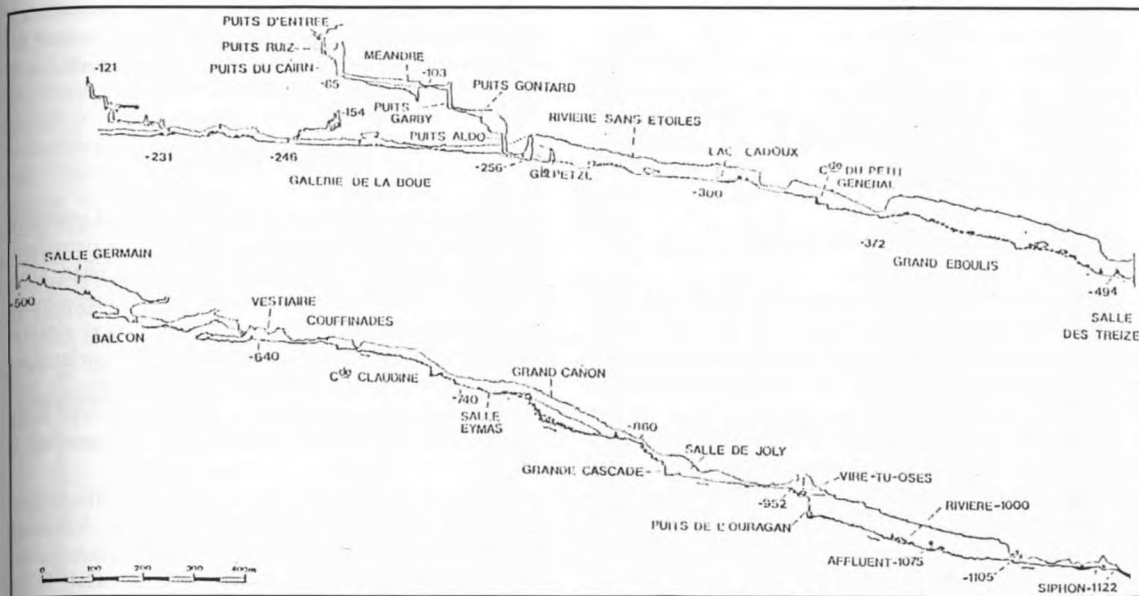 PUITS D'ENTREE
PUITS RUIZ
PUITS DU CAIRN
-65
MEANDRE
-103
PUITS GONTARD
-121
-154
PUITS
GARBY
PUITS ALDO
RIVIERE SANS ETOILES
LAC CADOUX
Cde DU PETIT
GENERAL
-231
-246
-256
-300
GALERIE DE LA BOUE
-372
GRAND EBOULIS
-494
SALLE
DES TREIZE
SALLE GERMAIN
-500
BALCON
VESTIAIRE
COUFFINADES
-640
Cde CLAUDINE
GRAND CAÑON
-740
SALLE
EYMAS
-860
SALLE DE JOLY
GRANDE CASCADE
-952
VIRE-TU-OSES
PUITS DE L'OURAGAN
RIVIERE-1000
AFFLUENT-1075
-1105
SIPHON-1122
0 100 200 300 400m